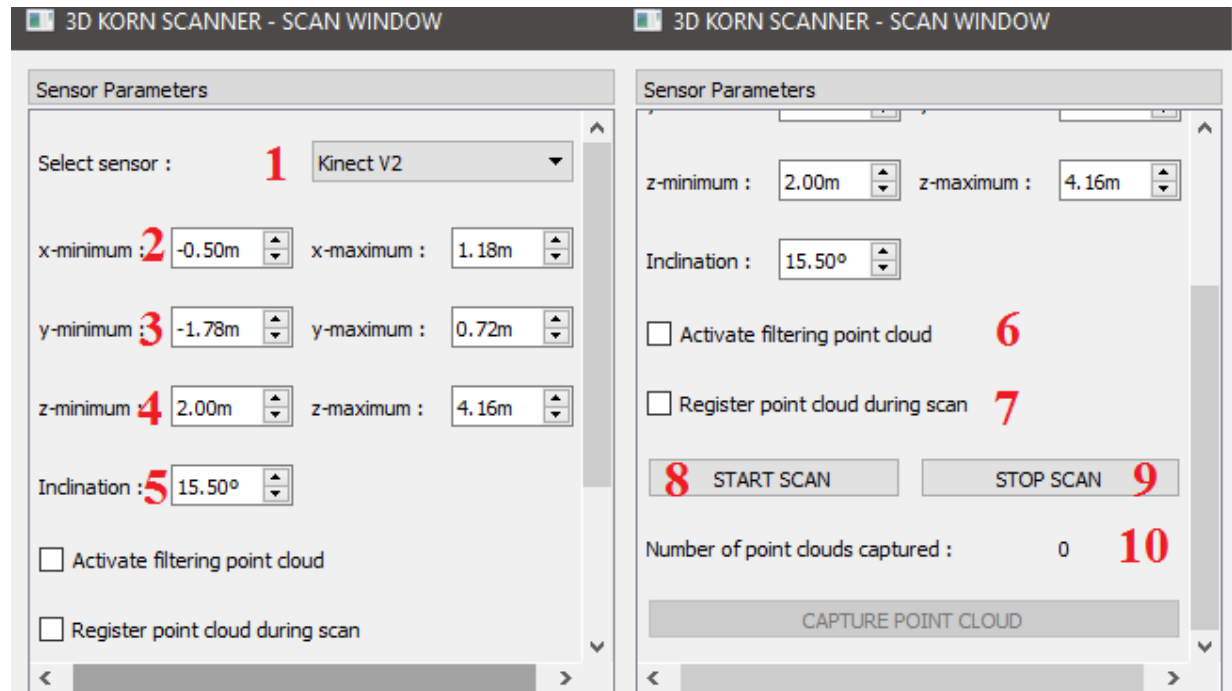 3D KORN SCANNER - SCAN WINDOW
Sensor Parameters
Select sensor : 1 Kinect V2
x-minimum : 2 -0.50m x-maximum : 1.18m
y-minimum : 3 -1.78m y-maximum : 0.72m
z-minimum : 4 2.00m z-maximum : 4.16m
Inclination : 5 15.50º
Activate filtering point cloud
Register point cloud during scan
3D KORN SCANNER - SCAN WINDOW
Sensor Parameters
z-minimum : 2.00m z-maximum : 4.16m
Inclination : 15.50º
Activate filtering point cloud 6
Register point cloud during scan 7
8 START SCAN STOP SCAN 9
Number of point clouds captured : 0 10
CAPTURE POINT CLOUD